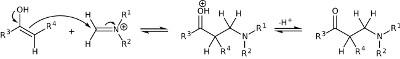 OH
R³
R⁴
H
+
H
H
N
⊕
R¹
R²
⊕
OH
R³
R⁴
H
H
N
R¹
R²
-H⁺
O
R³
R⁴
H
H
N
R¹
R²